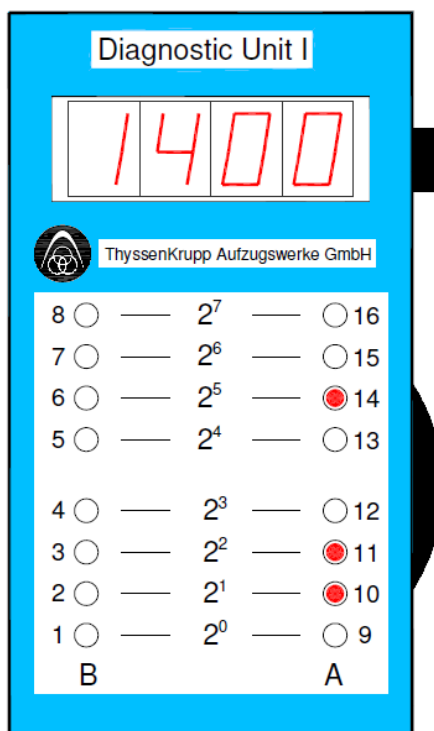 Diagnostic Unit I
1400
ThyssenKrupp Aufzugswerke GmbH
8 2⁷ 16
7 2⁶ 15
6 2⁵ 14
5 2⁴ 13
4 2³ 12
3 2² 11
2 2¹ 10
1 2⁰ 9
B A